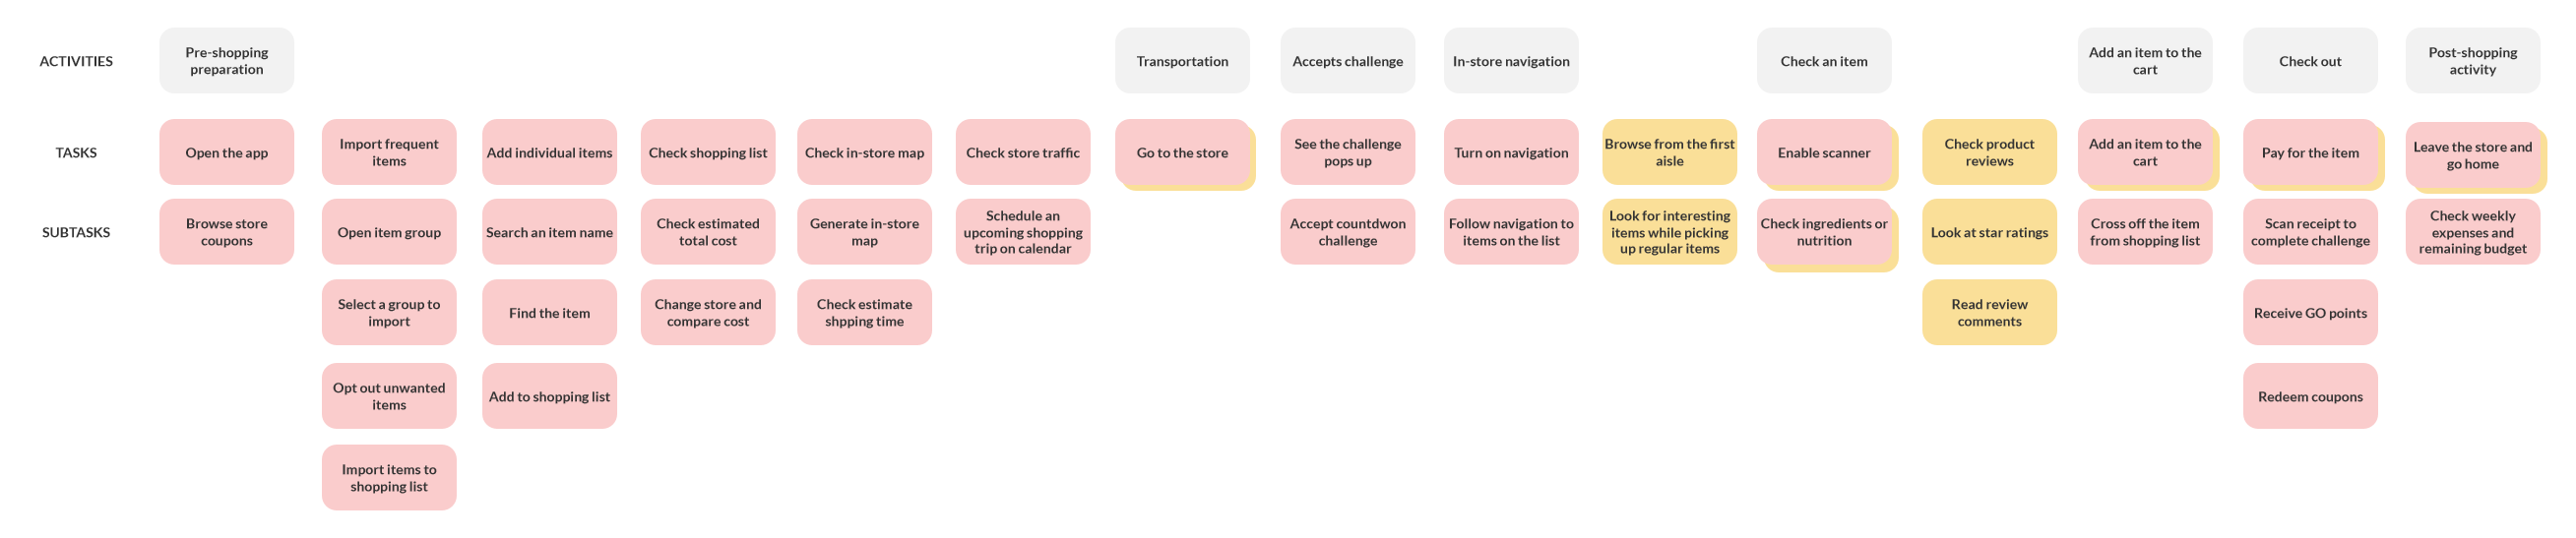 ACTIVITIES
Pre-shopping
preparation
Transportation
Accepts challenge
In-store navigation
Check an item
Add an item to the
cart
Check out
Post-shopping
activity
TASKS
Open the app
Import frequent
items
Add individual items
Check shopping list
Check in-store map
Check store traffic
Go to the store
See the challenge
pops up
Turn on navigation
Browse from the first
aisle
Enable scanner
Check product
reviews
Add an item to the
cart
Pay for the item
Leave the store and
go home
SUBTASKS
Browse store
coupons
Open item group
Search an item name
Check estimated
total cost
Generate in-store
map
Schedule an
upcoming shopping
trip on calendar
Accept countdwon
challenge
Follow navigation to
items on the list
Look for interesting
items while picking
up regular items
Check ingredients or
nutrition
Look at star ratings
Cross off the item
from shopping list
Scan receipt to
complete challenge
Check weekly
expenses and
remaining budget
Select a group to
import
Find the item
Change store and
compare cost
Check estimate
shpping time
Read review
comments
Receive GO points
Opt out unwanted
items
Add to shopping list
Redeem coupons
Import items to
shopping list